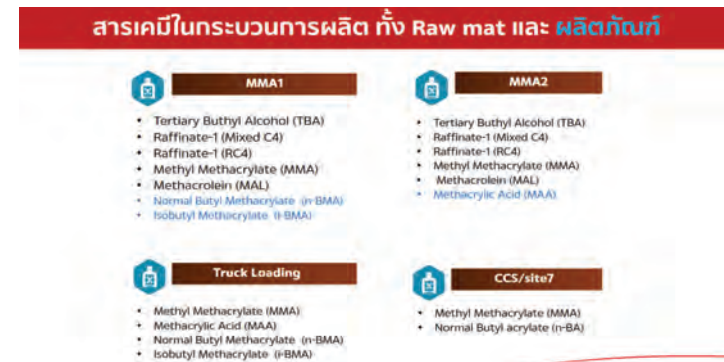 สารเคมีในกระบวนการผลิต ทั้ง Raw mat และ ผลิตภัณฑ์
MMA1
• Tertiary Buthyl Alcohol (TBA)
• Raffinate-1 (Mixed C4)
• Raffinate-1 (RC4)
• Methyl Methacrylate (MMA)
• Methacrolein (MAL)
• Normal Butyl Methacrylate (n-BMA)
• Isobutyl Methacrylate (i-BMA)
MMA2
• Tertiary Buthyl Alcohol (TBA)
• Raffinate-1 (Mixed C4)
• Raffinate-1 (RC4)
• Methyl Methacrylate (MMA)
• Methacrolein (MAL)
• Methacrylic Acid (MAA)
Truck Loading
• Methyl Methacrylate (MMA)
• Methacrylic Acid (MAA)
• Normal Butyl Methacrylate (n-BMA)
• Isobutyl Methacrylate (i-BMA)
CCS/site7
• Methyl Methacrylate (MMA)
• Normal Butyl acrylate (n-BA)